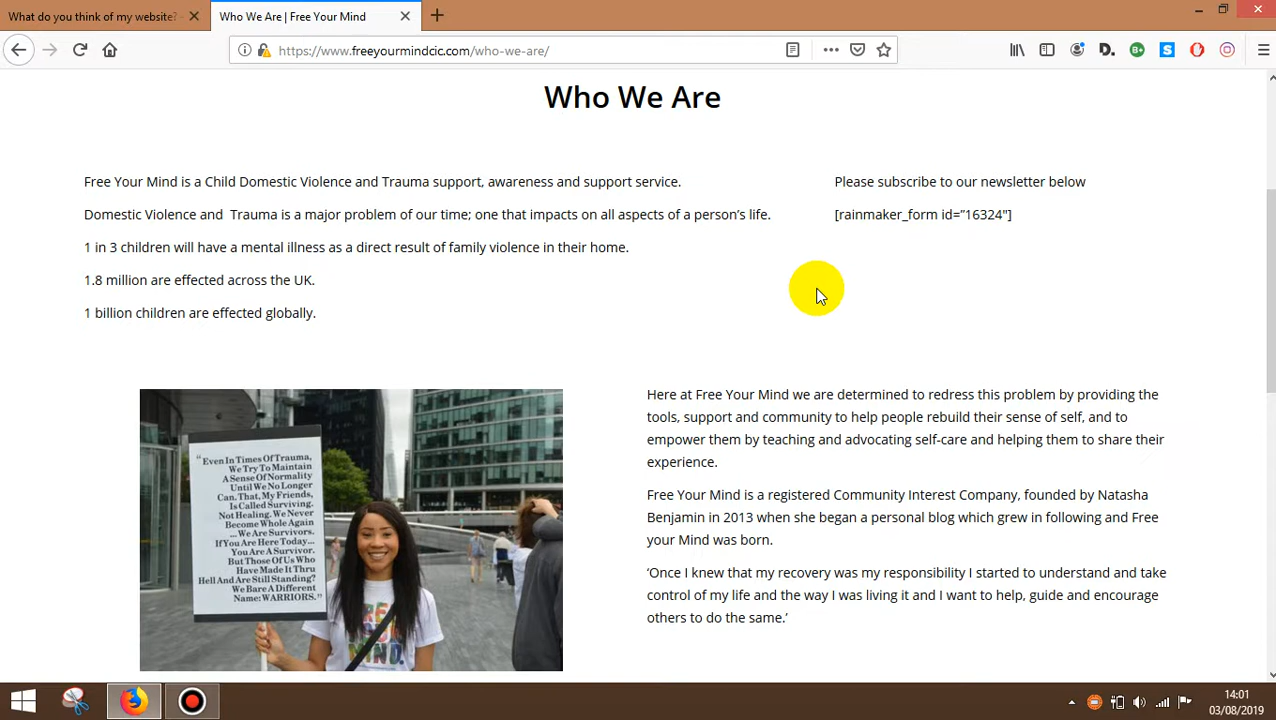 What do you think of my website?
Who We Are | Free Your Mind
https://www.freeyourmindcic.com/who-we-are/
Who We Are
Free Your Mind is a Child Domestic Violence and Trauma support, awareness and support service.
Domestic Violence and  Trauma is a major problem of our time; one that impacts on all aspects of a person’s life.
1 in 3 children will have a mental illness as a direct result of family violence in their home.
1.8 million are effected across the UK.
1 billion children are effected globally.
Please subscribe to our newsletter below
[rainmaker_form id=”16324″]
“Even In Times Of Trauma,
We Try To Maintain
A Sense Of Normality
Until We No Longer
Can. That, My Friends,
Is Called Surviving.
Not Healing. We Never
Become Whole Again
... We Are Survivors.
If You Are Here Today...
You Are A Survivor.
But Those Of Us Who
Have Made It Thru
Hell And Are Still Standing?
We Bare A Different
Name: WARRIORS.”
MIND.
Here at Free Your Mind we are determined to redress this problem by providing the
tools, support and community to help people rebuild their sense of self, and to
empower them by teaching and advocating self-care and helping them to share their
experience.
Free Your Mind is a registered Community Interest Company, founded by Natasha
Benjamin in 2013 when she began a personal blog which grew in following and Free
your Mind was born.
‘Once I knew that my recovery was my responsibility I started to understand and take
control of my life and the way I was living it and I want to help, guide and encourage
others to do the same.’
14:01
03/08/2019